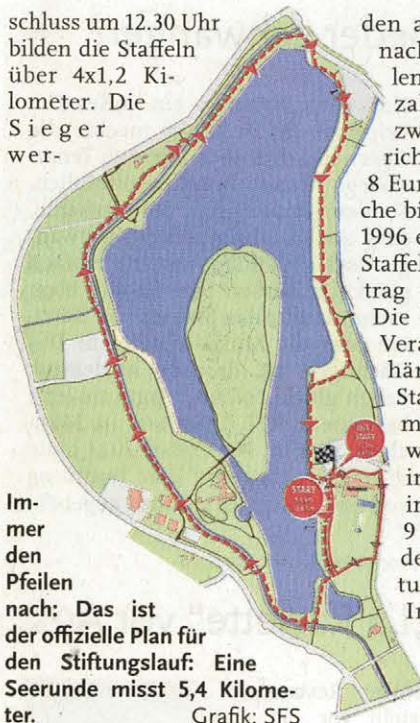 schluss um 12.30 Uhr
bilden die Staffeln
über 4x1,2 Ki-
lometer. Die
Sieger
wer-
den a
nach
len
za
zw
rich
8 Eur
che bi
1996 e
Staffel
trag
Die
Vera
hän
Sta
m
w
in
in
9
de
tu
In
START
Im-
mer
den
Pfeilen
nach: Das ist
der offizielle Plan für
den Stiftungslauf: Eine
Seerunde misst 5,4 Kilome-
ter. Grafik: SFS